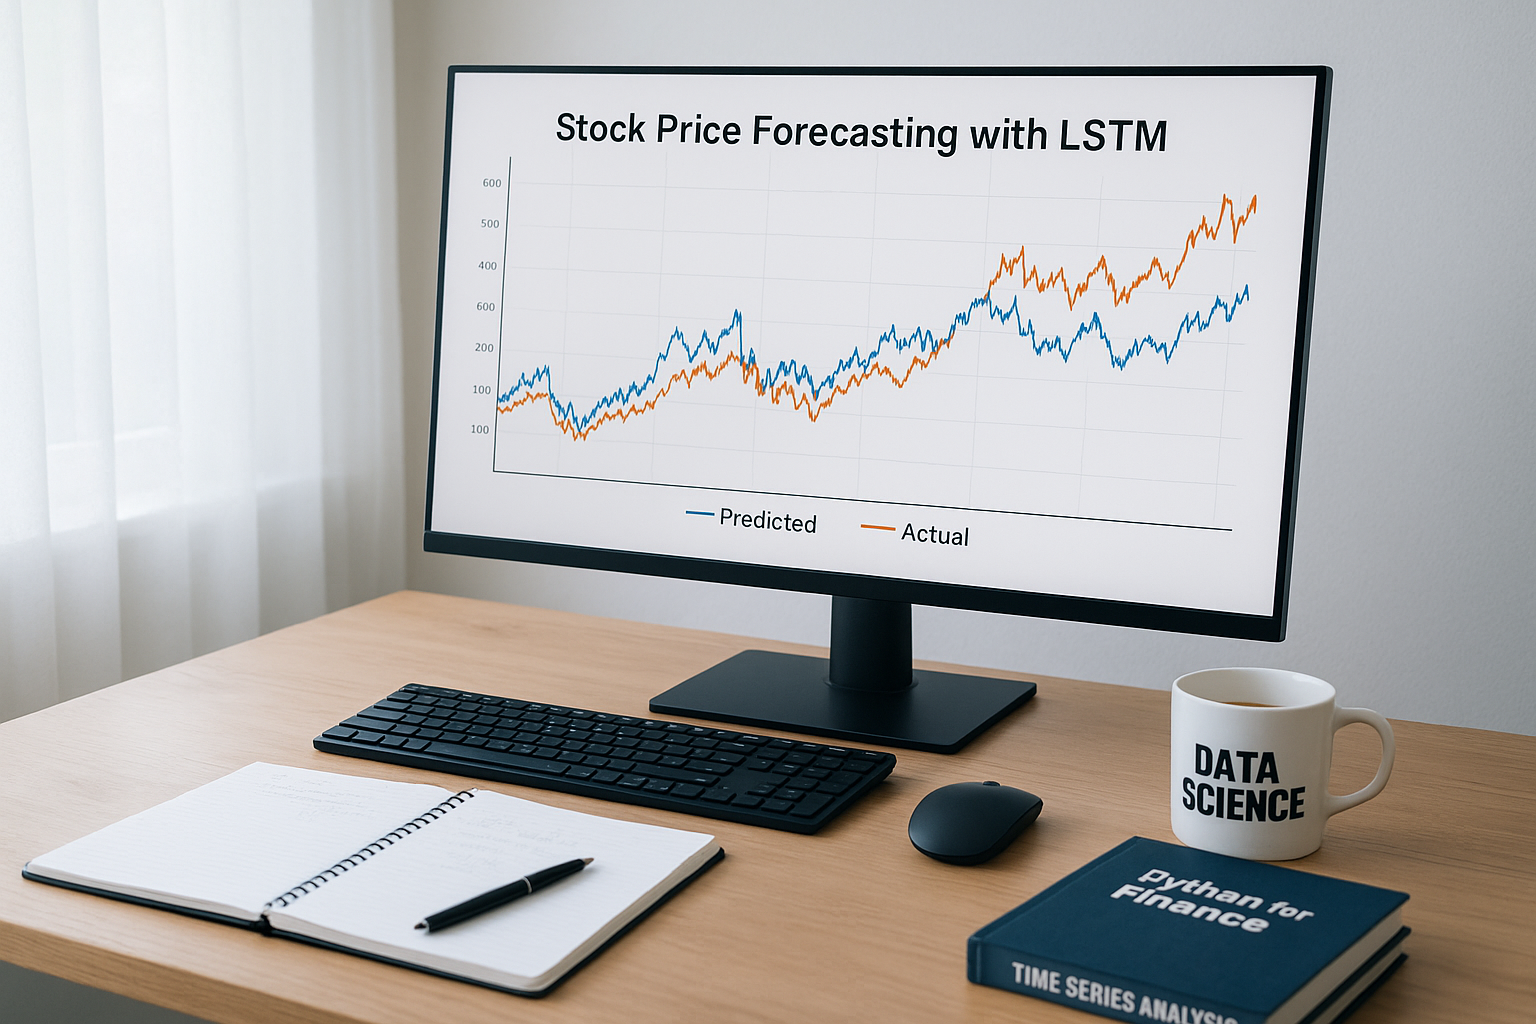 Stock Price Forecasting with LSTM
600
500
400
600
200
100
100
Predicted
Actual
DATA
SCIENCE
Pythan for
Finance
TIME SERIES ANALYSIS